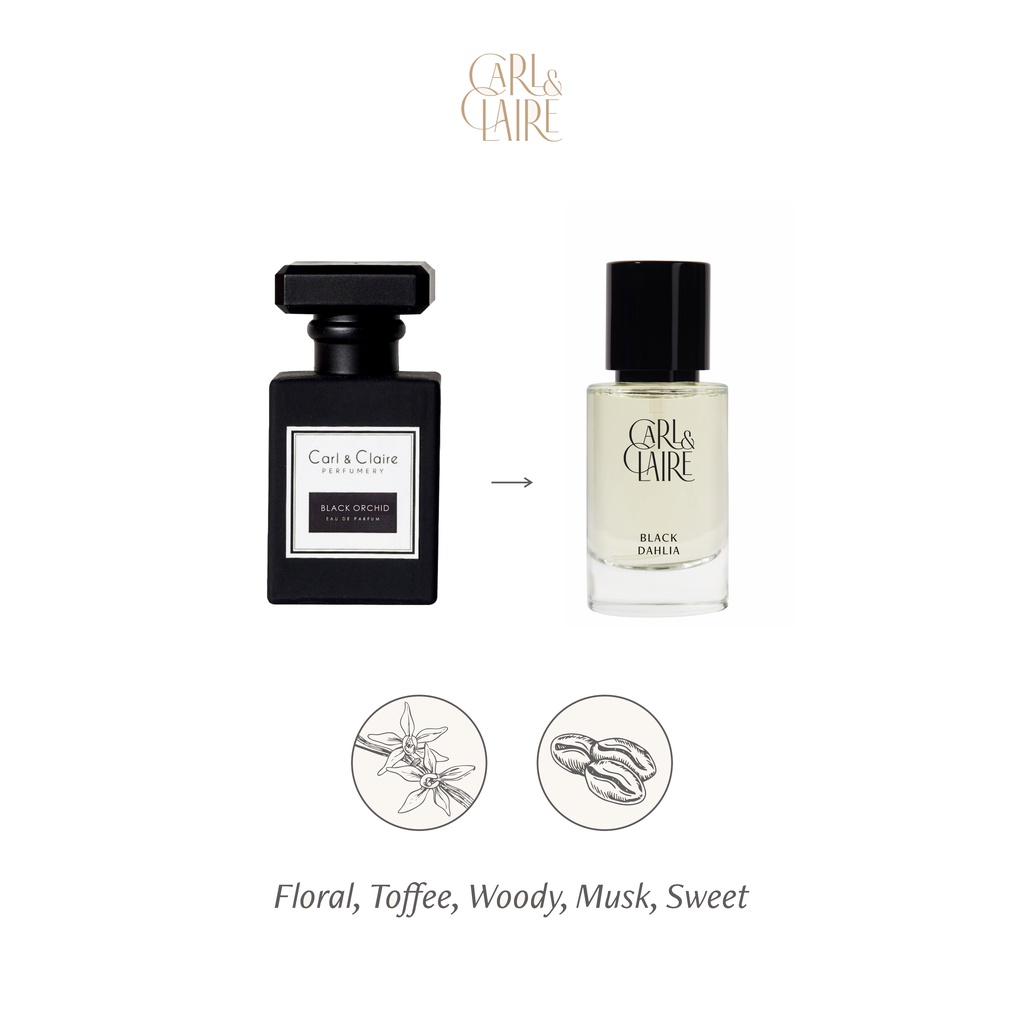 CARL&
CLAIRE
Carl & Claire
PERFUMERY
BLACK ORCHID
EAU DE PARFUM
CARL&
CLAIRE
BLACK
DAHLIA
Floral, Toffee, Woody, Musk, Sweet